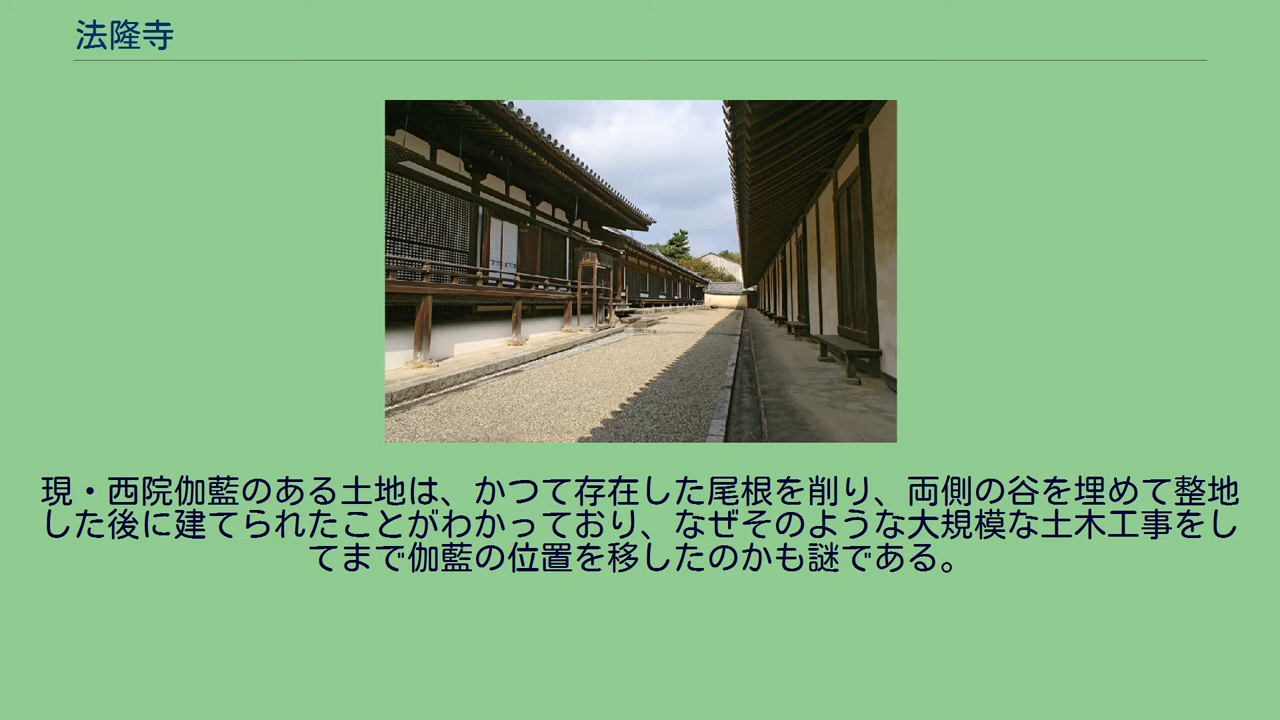 法隆寺
現・西院伽藍のある土地は、かつて存在した尾根を削り、両側の谷を埋めて整地
した後に建てられたことがわかっており、なぜそのような大規模な土木工事をし
てまで伽藍の位置を移したのかも謎である。